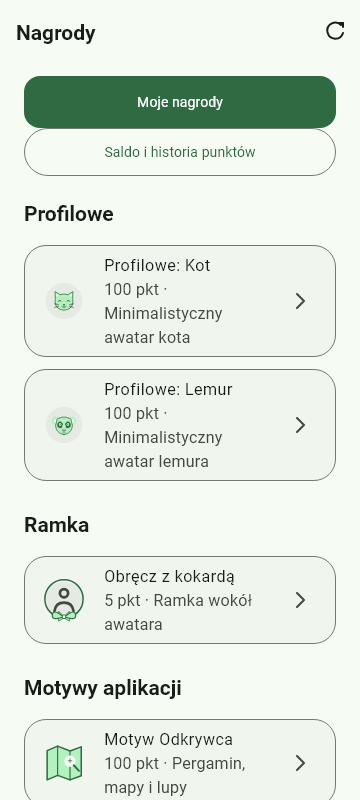 Nagrody
Moje nagrody
Saldo i historia punktów
Profilowe
Profilowe: Kot
100 pkt ·
Minimalistyczny
awatar kota
Profilowe: Lemur
100 pkt ·
Minimalistyczny
awatar lemura
Ramka
Obręcz z kokardą
5 pkt · Ramka wokół
awatara
Motywy aplikacji
Motyw Odkrywca
100 pkt · Pergamin,
mapy i lupy